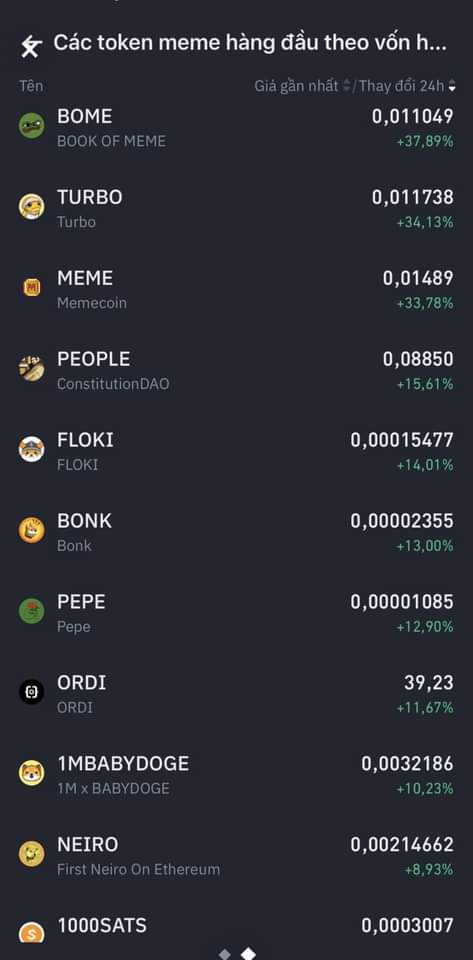 Các token meme hàng đầu theo vốn h...
Tên Giá gần nhất / Thay đổi 24h
BOME 0,011049
BOOK OF MEME +37,89%
TURBO 0,011738
Turbo +34,13%
MEME 0,01489
Memecoin +33,78%
PEOPLE 0,08850
ConstitutionDAO +15,61%
FLOKI 0,00015477
FLOKI +14,01%
BONK 0,00002355
Bonk +13,00%
PEPE 0,00001085
Pepe +12,90%
ORDI 39,23
ORDI +11,67%
1MBABYDOGE 0,0032186
1M x BABYDOGE +10,23%
NEIRO 0,00214662
First Neiro On Ethereum +8,93%
1000SATS 0,0003007